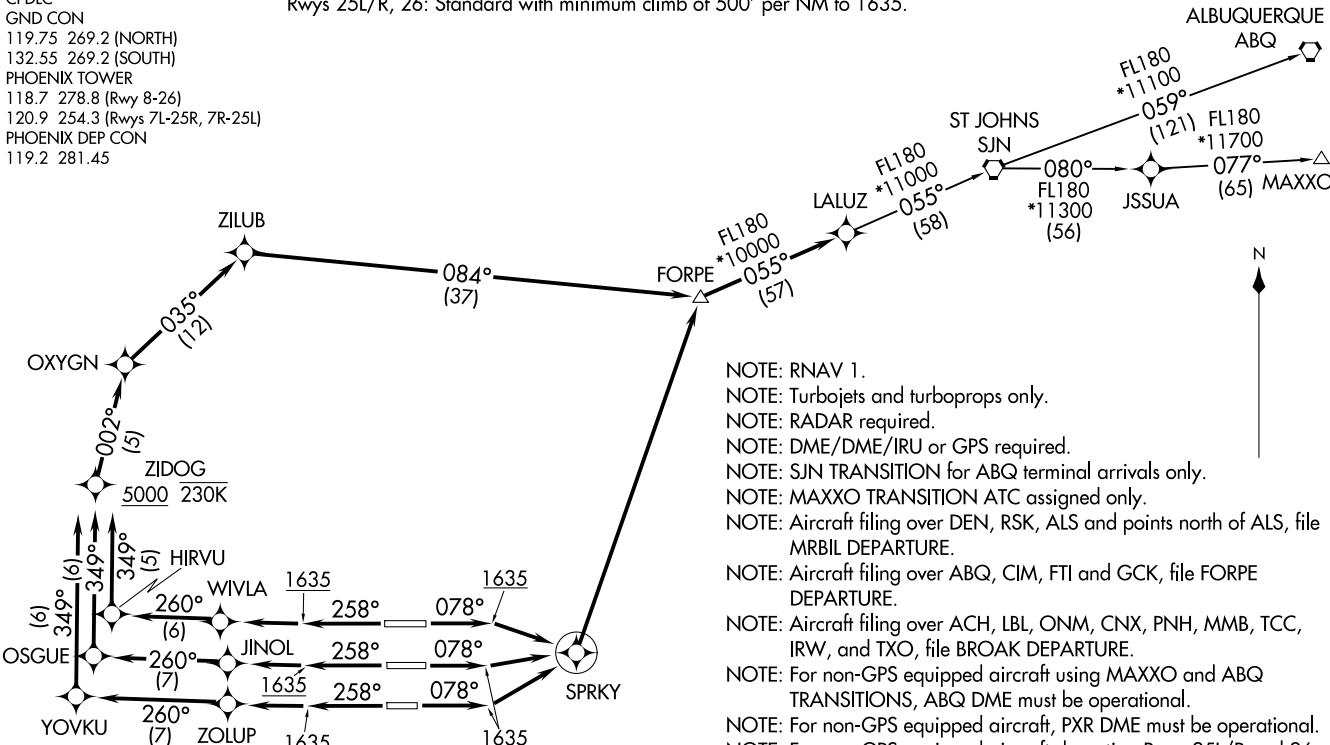 GND CON
119.75 269.2 (NORTH)
132.55 269.2 (SOUTH)
PHOENIX TOWER
118.7 278.8 (Rwy 8-26)
120.9 254.3 (Rwys 7L-25R, 7R-25L)
PHOENIX DEP CON
119.2 281.45
Rwys 25L/R, 26: Standard with minimum climb of 500' per NM to 1635.
ALBUQUERQUE
ABQ
FL180
*11100
059°
(121)
FL180
*11700
077°
(65)
MAXXO
ST JOHNS
SJN
080°
FL180
*11300
(56)
JSSUA
FL180
*11000
055°
(58)
LALUZ
FL180
*10000
055°
(57)
FORPE
ZILUB
084°
(37)
035°
(12)
OXYGN
002°
(5)
ZIDOG
5000 230K
N
349°
(6)
349°
(6)
349°
(5)
HIRVU
WIVLA
260°
(6)
1635
258°
078°
1635
OSGUE
JINOL
260°
(7)
1635
258°
078°
SPRKY
YOVKU
ZOLUP
260°
(7)
1635
258°
078°
1635
NOTE: RNAV 1.
NOTE: Turbojets and turboprops only.
NOTE: RADAR required.
NOTE: DME/DME/IRU or GPS required.
NOTE: SJN TRANSITION for ABQ terminal arrivals only.
NOTE: MAXXO TRANSITION ATC assigned only.
NOTE: Aircraft filing over DEN, RSK, ALS and points north of ALS, file
MRBIL DEPARTURE.
NOTE: Aircraft filing over ABQ, CIM, FTI and GCK, file FORPE
DEPARTURE.
NOTE: Aircraft filing over ACH, LBL, ONM, CNX, PNH, MMB, TCC,
IRW, and TXO, file BROAK DEPARTURE.
NOTE: For non-GPS equipped aircraft using MAXXO and ABQ
TRANSITIONS, ABQ DME must be operational.
NOTE: For non-GPS equipped aircraft, PXR DME must be operational.